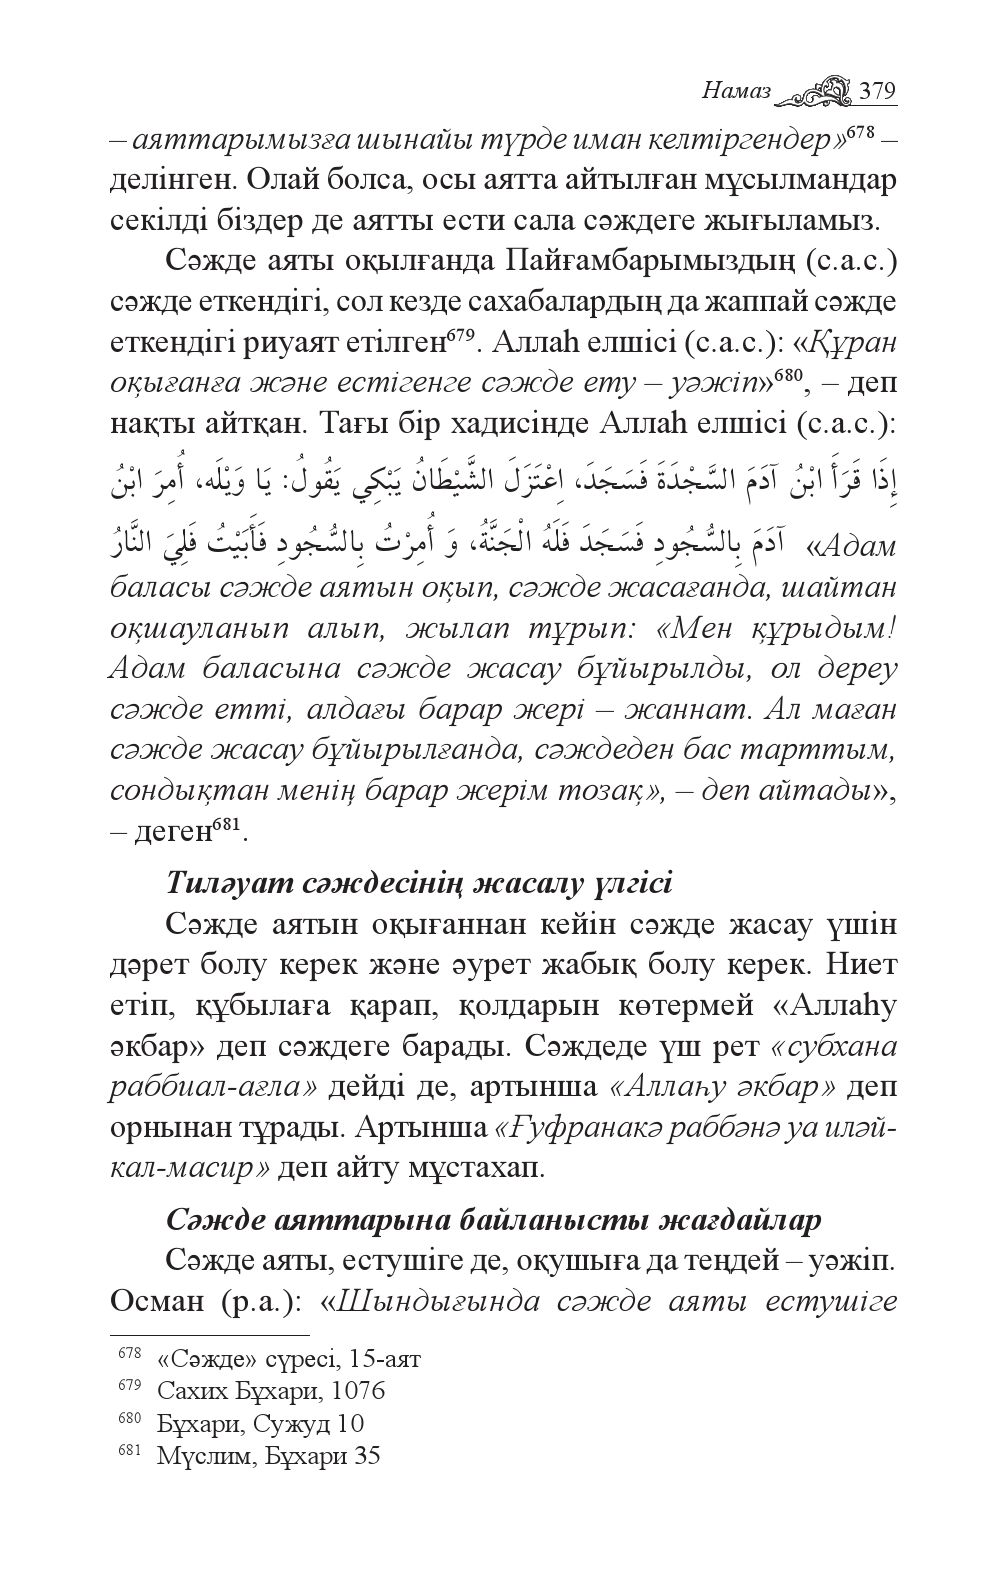 Намаз 379
– аяттарымызға шынайы түрде иман келтіргендер»⁶⁷⁸ –
делінген. Олай болса, осы аятта айтылған мұсылмандар
секілді біздер де аятты ести сала сәждеге жығыламыз.
Сәжде аяты оқылғанда Пайғамбарымыздың (с.а.с.)
сәжде еткендігі, сол кезде сахабалардың да жаппай сәжде
еткендігі риуаят етілген⁶⁷⁹. Аллаһ елшісі (с.а.с.): «Құран
оқығанға және естігенге сәжде ету – уәжіп»⁶⁸⁰, – деп
нақты айтқан. Тағы бір хадисінде Аллаһ елшісі (с.а.с.):
إِذَا قَرَأَ ابْنُ آدَمَ السَّجْدَةَ فَسَجَدَ، اِعْتَزَلَ الشَّيْطَانُ يَبْكِي يَقُولُ: يَا وَيْلَه، أُمِرَ ابْنُ
آدَمَ بِالسُّجُودِ فَسَجَدَ فَلَهُ الْجَنَّةُ، وَ أُمِرْتُ بِالسُّجُودِ فَأَبَيْتُ فَلِيَ النَّارُ «Адам
баласы сәжде аятын оқып, сәжде жасағанда, шайтан
оқшауланып алып, жылап тұрып: «Мен құрыдым!
Адам баласына сәжде жасау бұйырылды, ол дереу
сәжде етті, алдағы барар жері – жаннат. Ал маған
сәжде жасау бұйырылғанда, сәждеден бас тарттым,
сондықтан менің барар жерім тозақ», – деп айтады»,
– деген⁶⁸¹.
Тиләуат сәждесінің жасалу үлгісі
Сәжде аятын оқығаннан кейін сәжде жасау үшін
дәрет болу керек және әурет жабық болу керек. Ниет
етіп, құбылаға қарап, қолдарын көтермей «Аллаһу
әкбар» деп сәждеге барады. Сәждеде үш рет «субхана
раббиал-ағла» дейді де, артынша «Аллаһу әкбар» деп
орнынан тұрады. Артынша «Ғуфранакә раббәнә уа иләй-
кал-масир» деп айту мұстахап.
Сәжде аяттарына байланысты жағдайлар
Сәжде аяты, естушіге де, оқушыға да теңдей – уәжіп.
Осман (р.а.): «Шындығында сәжде аяты естушіге
⁶⁷⁸ «Сәжде» сүресі, 15-аят
⁶⁷⁹ Сахих Бұхари, 1076
⁶⁸⁰ Бұхари, Сужуд 10
⁶⁸¹ Мүслим, Бұхари 35